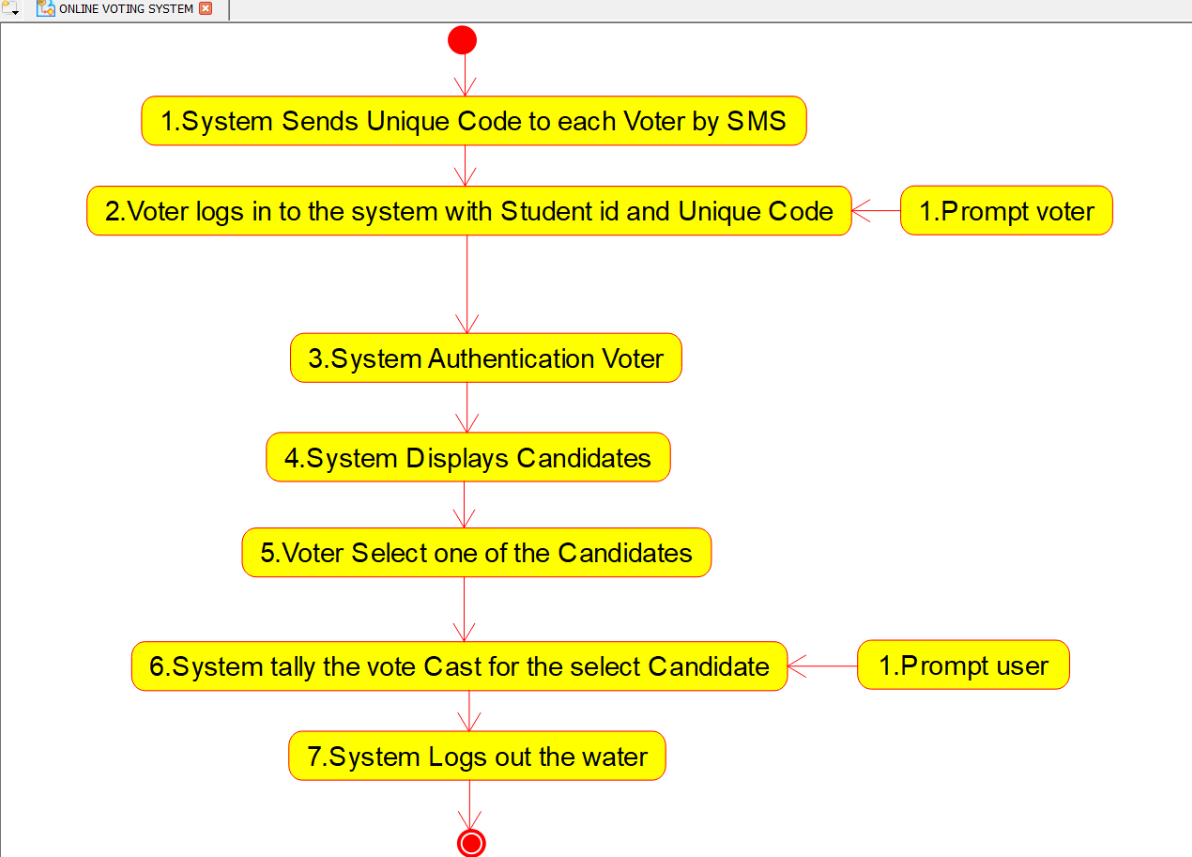 ONLINE VOTING SYSTEM
1.System Sends Unique Code to each Voter by SMS
2.Voter logs in to the system with Student id and Unique Code
1.Prompt voter
3.System Authentication Voter
4.System Displays Candidates
5.Voter Select one of the Candidates
6.System tally the vote Cast for the select Candidate
1.Prompt user
7.System Logs out the water